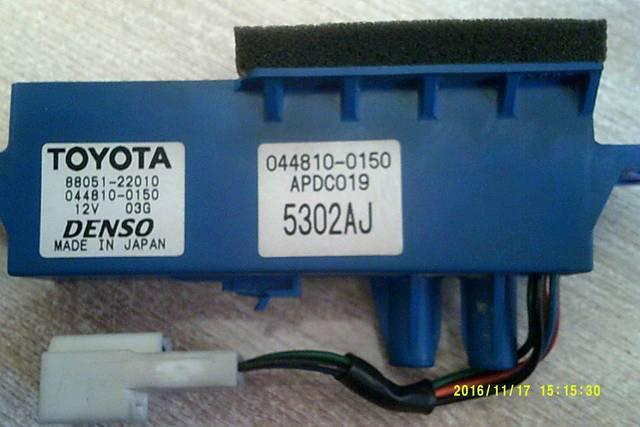 TOYOTA
88051-22010
044810-0150
12V 03G
DENSO
MADE IN JAPAN
044810-0150
APDC019
5302AJ
2016/11/17 15:15:30